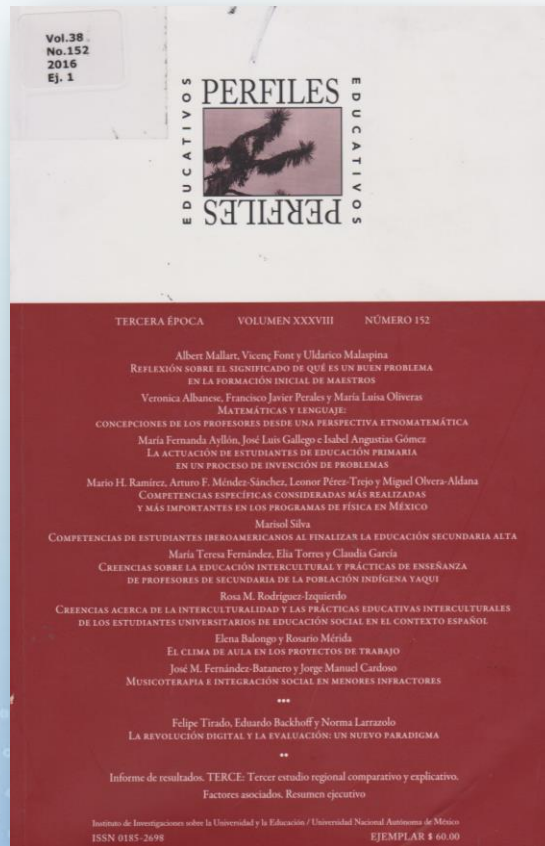 Vol.38
No.152
2016
Ej. 1
EDUCATIVOS
PERFILES
EDUCATIVOS
PERFILES
TERCERA ÉPOCA VOLUMEN XXXVIII NÚMERO 152
Albert Mallart, Vicenç Font y Uldarico Malaspina
REFLEXIÓN SOBRE EL SIGNIFICADO DE QUÉ ES UN BUEN PROBLEMA
EN LA FORMACIÓN INICIAL DE MAESTROS
Veronica Albanese, Francisco Javier Perales y María Luisa Oliveras
MATEMÁTICAS Y LENGUAJE:
CONCEPCIONES DE LOS PROFESORES DESDE UNA PERSPECTIVA ETNOMATEMÁTICA
María Fernanda Ayllón, José Luis Gallego e Isabel Angustias Gómez
LA ACTUACIÓN DE ESTUDIANTES DE EDUCACIÓN PRIMARIA
EN UN PROCESO DE INVENCIÓN DE PROBLEMAS
Mario H. Ramírez, Arturo F. Méndez-Sánchez, Leonor Pérez-Trejo y Miguel Olvera-Aldana
COMPETENCIAS ESPECÍFICAS CONSIDERADAS MÁS REALIZADAS
Y MÁS IMPORTANTES EN LOS PROGRAMAS DE FÍSICA EN MÉXICO
Marisol Silva
COMPETENCIAS DE ESTUDIANTES IBEROAMERICANOS AL FINALIZAR LA EDUCACIÓN SECUNDARIA ALTA
María Teresa Fernández, Elia Torres y Claudia García
CREENCIAS SOBRE LA EDUCACIÓN INTERCULTURAL Y PRÁCTICAS DE ENSEÑANZA
DE PROFESORES DE SECUNDARIA DE LA POBLACIÓN INDÍGENA YAQUI
Rosa M. Rodríguez-Izquierdo
CREENCIAS ACERCA DE LA INTERCULTURALIDAD Y LAS PRÁCTICAS EDUCATIVAS INTERCULTURALES
DE LOS ESTUDIANTES UNIVERSITARIOS DE EDUCACIÓN SOCIAL EN EL CONTEXTO ESPAÑOL
Elena Balongo y Rosario Mérida
EL CLIMA DE AULA EN LOS PROYECTOS DE TRABAJO
José M. Fernández-Batanero y Jorge Manuel Cardoso
MUSICOTERAPIA E INTEGRACIÓN SOCIAL EN MENORES INFRACTORES
•••
Felipe Tirado, Eduardo Backhoff y Norma Larrazolo
LA REVOLUCIÓN DIGITAL Y LA EVALUACIÓN: UN NUEVO PARADIGMA
••
Informe de resultados. TERCE: Tercer estudio regional comparativo y explicativo.
Factores asociados. Resumen ejecutivo
Instituto de Investigaciones sobre la Universidad y la Educación / Universidad Nacional Autónoma de México
ISSN 0185-2698 EJEMPLAR $ 60.00